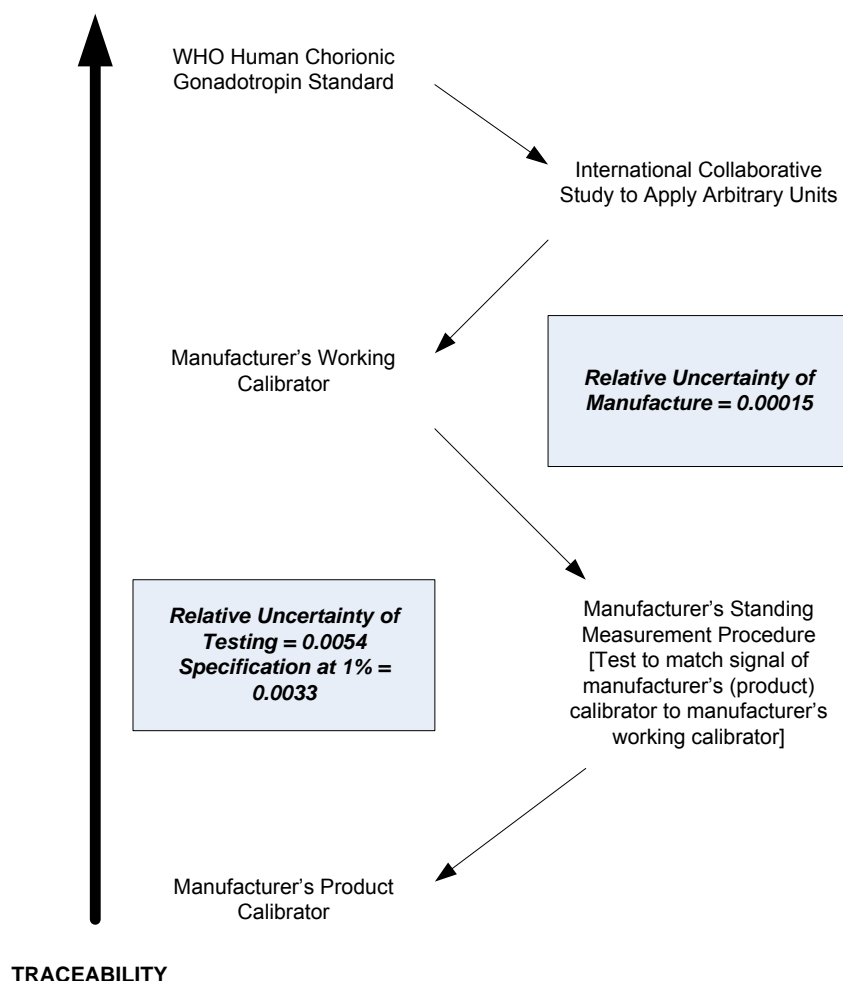 WHO Human Chorionic
Gonadotropin Standard
International Collaborative
Study to Apply Arbitrary Units
Manufacturer’s Working
Calibrator
Relative Uncertainty of
Manufacture = 0.00015
Relative Uncertainty of
Testing = 0.0054
Specification at 1% =
0.0033
Manufacturer’s Standing
Measurement Procedure
[Test to match signal of
manufacturer’s (product)
calibrator to manufacturer’s
working calibrator]
Manufacturer’s Product
Calibrator
TRACEABILITY